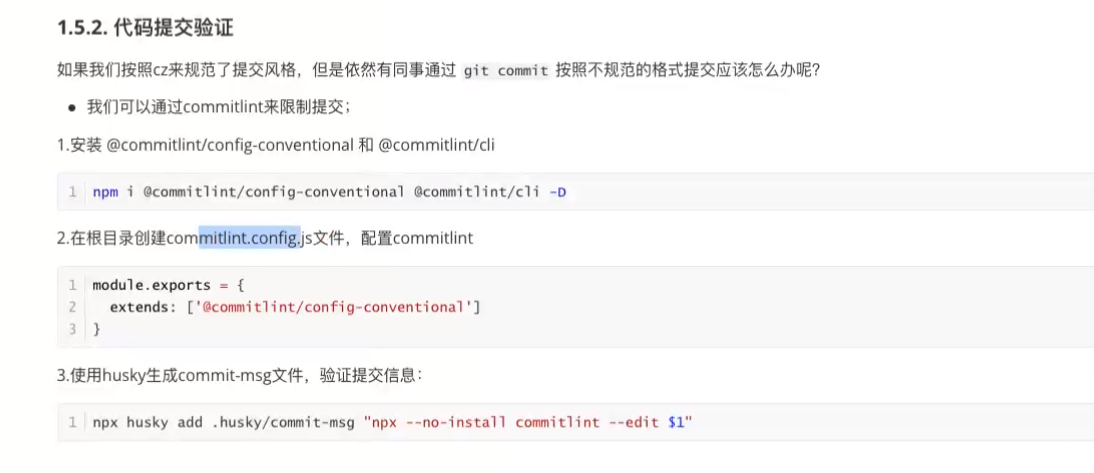 1.5.2. 代码提交验证
如果我们按照cz来规范了提交风格，但是依然有同事通过 git commit 按照不规范的格式提交应该怎么办呢？
• 我们可以通过commitlint来限制提交；
1.安装 @commitlint/config-conventional 和 @commitlint/cli
1 npm i @commitlint/config-conventional @commitlint/cli -D
2.在根目录创建commitlint.config.js文件，配置commitlint
1 module.exports = {
2   extends: ['@commitlint/config-conventional']
3 }
3.使用husky生成commit-msg文件，验证提交信息：
1 npx husky add .husky/commit-msg "npx --no-install commitlint --edit $1"